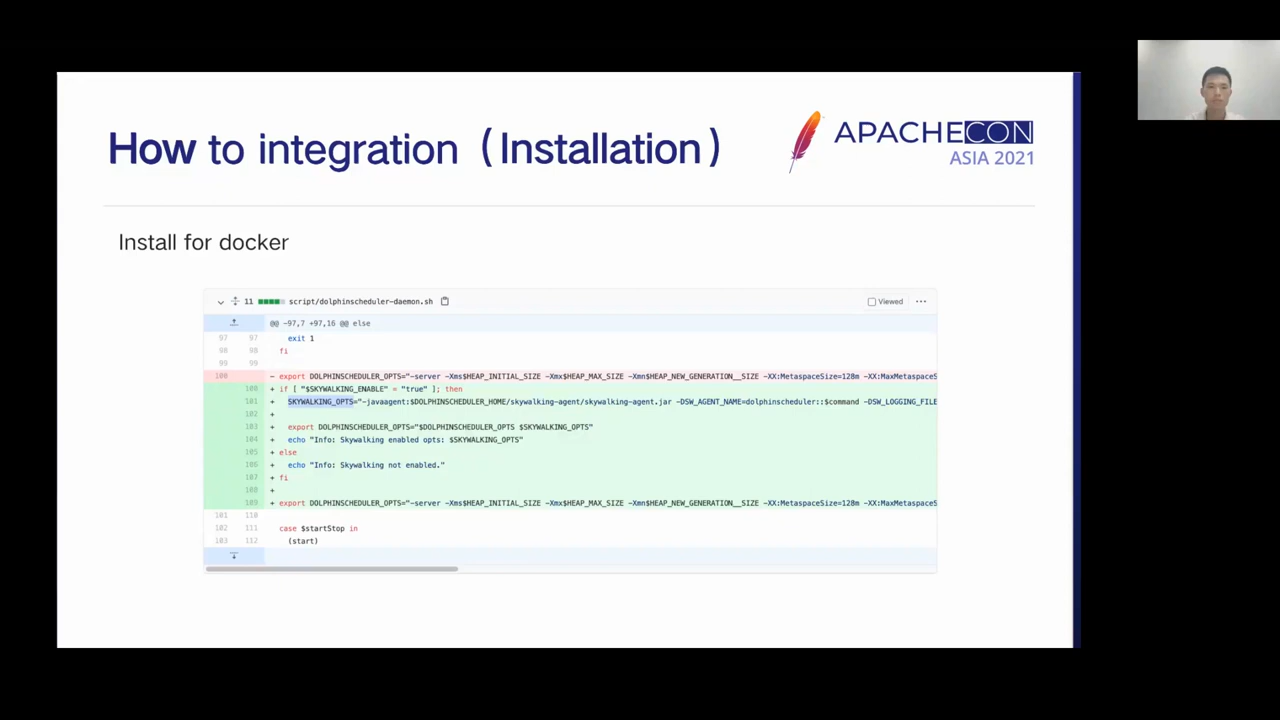 How to integration（Installation）
APACHECON
ASIA 2021
Install for docker
11 script/dolphinscheduler-daemon.sh Viewed ...
@@ -97,7 +97,16 @@ else
97 97 exit 1
98 98 fi
99 99
100 - export DOLPHINSCHEDULER_OPTS="-server -Xms$HEAP_INITIAL_SIZE -Xmx$HEAP_MAX_SIZE -Xmn$HEAP_NEW_GENERATION__SIZE -XX:MetaspaceSize=128m -XX:MaxMetaspaceS
100 + if [ "$SKYWALKING_ENABLE" = "true" ]; then
101 + SKYWALKING_OPTS="-javaagent:$DOLPHINSCHEDULER_HOME/skywalking-agent/skywalking-agent.jar -DSW_AGENT_NAME=dolphinscheduler::$command -DSW_LOGGING_FILE
102 +
103 + export DOLPHINSCHEDULER_OPTS="$DOLPHINSCHEDULER_OPTS $SKYWALKING_OPTS"
104 + echo "Info: Skywalking enabled opts: $SKYWALKING_OPTS"
105 + else
106 + echo "Info: Skywalking not enabled."
107 + fi
108 +
109 + export DOLPHINSCHEDULER_OPTS="-server -Xms$HEAP_INITIAL_SIZE -Xmx$HEAP_MAX_SIZE -Xmn$HEAP_NEW_GENERATION__SIZE -XX:MetaspaceSize=128m -XX:MaxMetaspaceS
101 110
102 111 case $startStop in
103 112 (start)